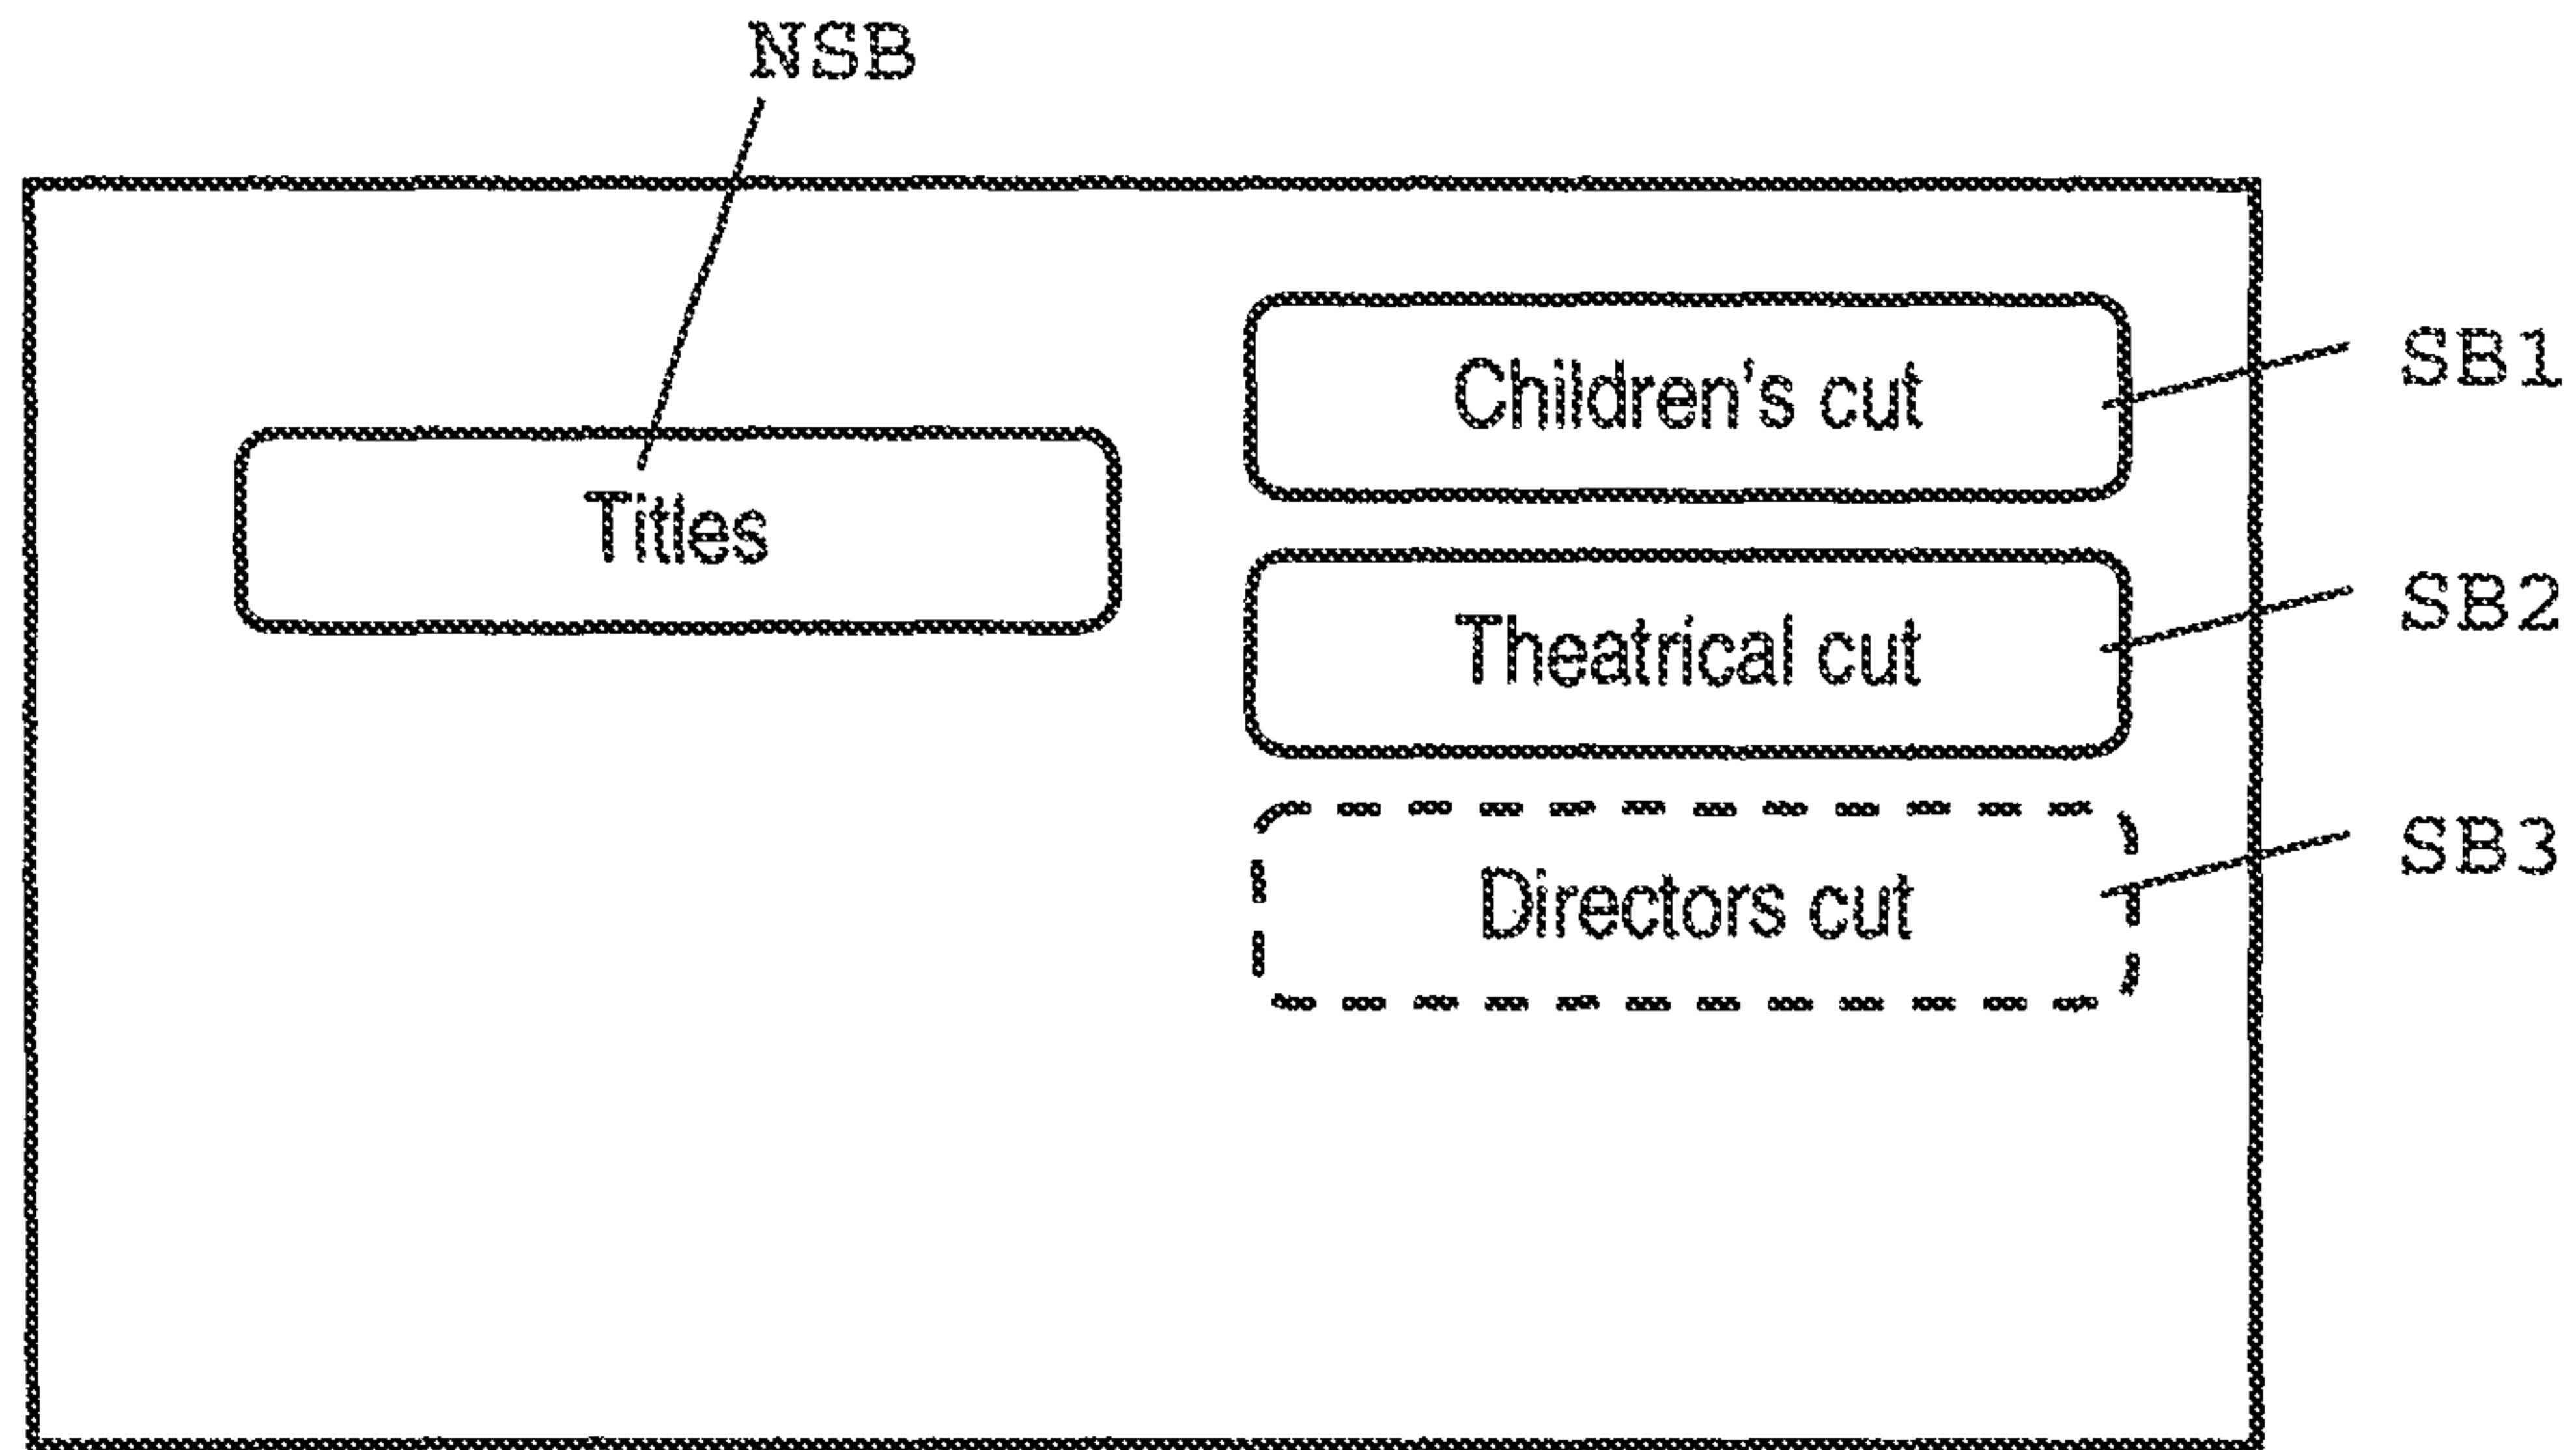 NSB
Titles
Children's cut
SB1
Theatrical cut
SB2
Directors cut
SB3